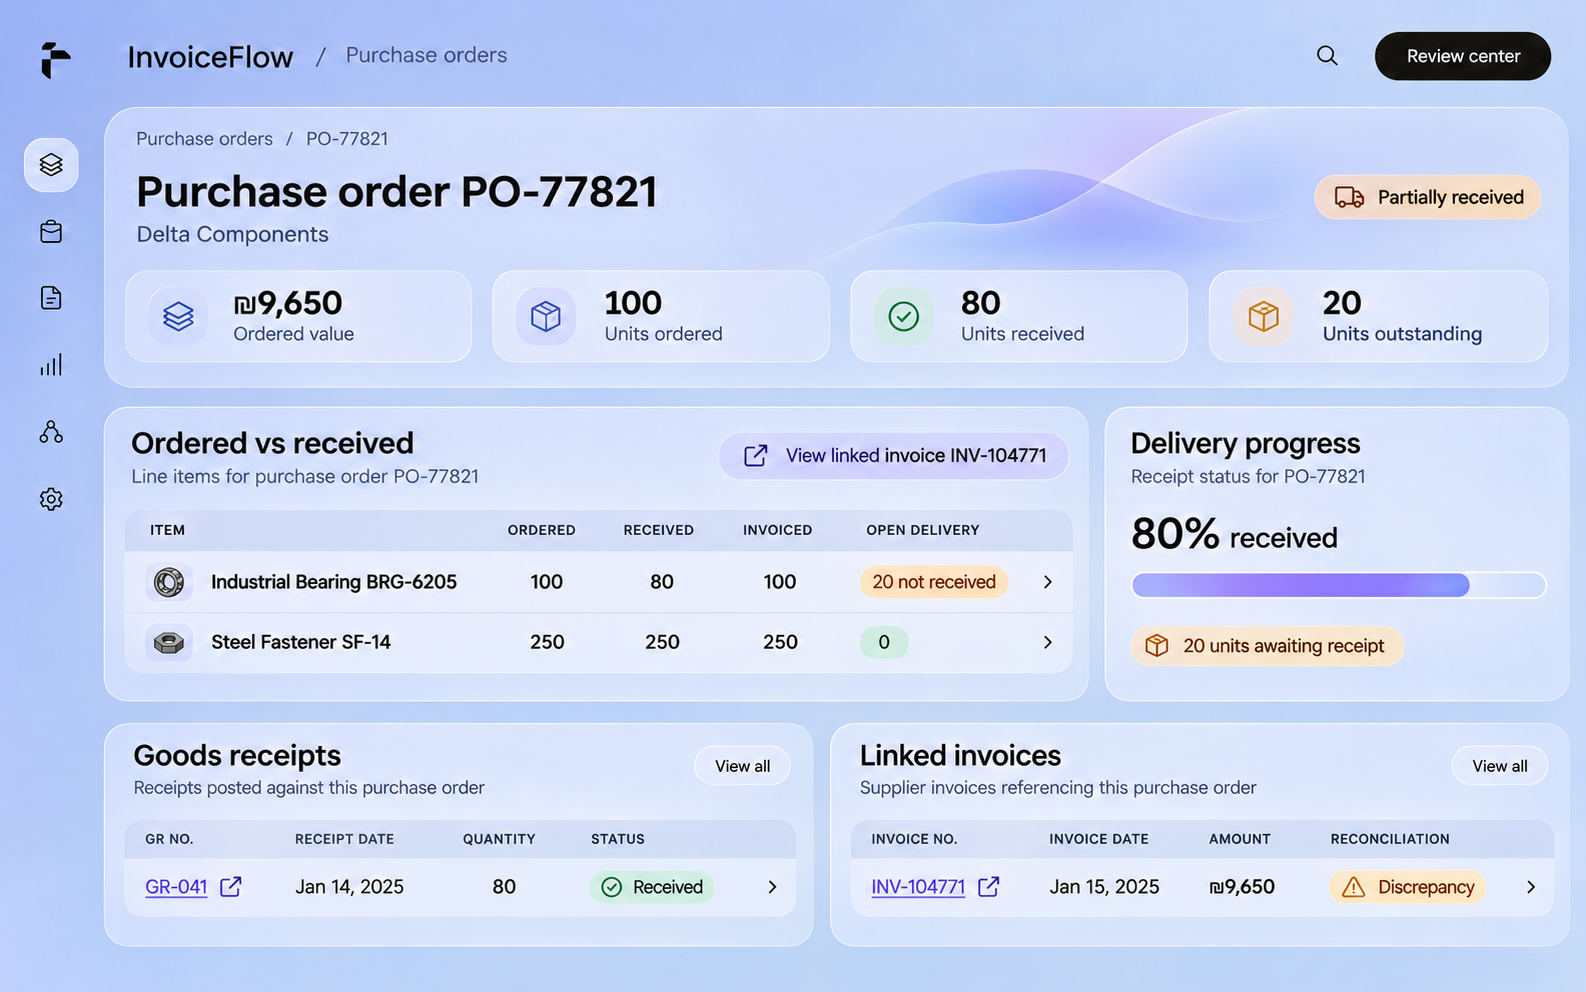 InvoiceFlow / Purchase orders
Review center
Purchase orders / PO-77821
Purchase order PO-77821
Delta Components
Partially received
₪9,650
Ordered value
100
Units ordered
80
Units received
20
Units outstanding
Ordered vs received
Line items for purchase order PO-77821
View linked invoice INV-104771
ITEM ORDERED RECEIVED INVOICED OPEN DELIVERY
Industrial Bearing BRG-6205 100 80 100 20 not received
Steel Fastener SF-14 250 250 250 0
Delivery progress
Receipt status for PO-77821
80% received
20 units awaiting receipt
Goods receipts
Receipts posted against this purchase order
View all
GR NO. RECEIPT DATE QUANTITY STATUS
GR-041 Jan 14, 2025 80 Received
Linked invoices
Supplier invoices referencing this purchase order
View all
INVOICE NO. INVOICE DATE AMOUNT RECONCILIATION
INV-104771 Jan 15, 2025 ₪9,650 Discrepancy